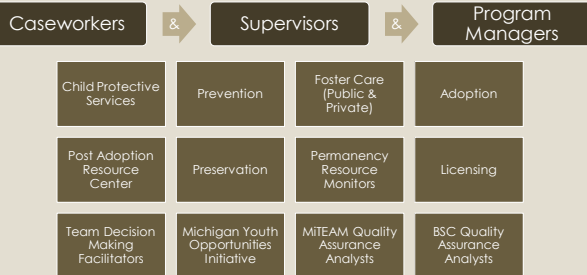 Caseworkers
&
Supervisors
&
Program
Managers
Child Protective
Services
Prevention
Foster Care
(Public &
Private)
Adoption
Post Adoption
Resource
Center
Preservation
Permanency
Resource
Monitors
Licensing
Team Decision
Making
Facilitators
Michigan Youth
Opportunities
Initiative
MiTEAM Quality
Assurance
Analysts
BSC Quality
Assurance
Analysts